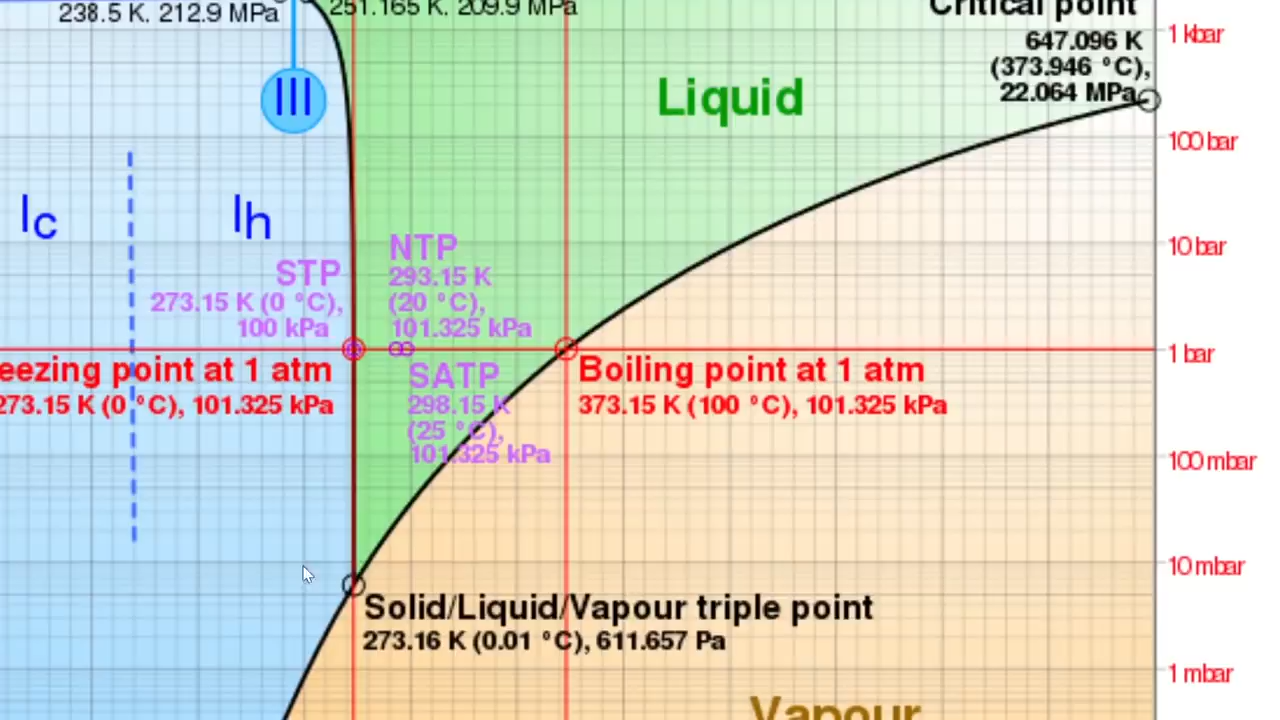 238.5 K, 212.9 MPa
251.165 K, 209.9 MPa
Critical point
647.096 K
(373.946 °C),
22.064 MPa
1 kbar
III
Liquid
100 bar
Ic
Ih
10 bar
STP
273.15 K (0 °C),
100 kPa
NTP
293.15 K
(20 °C),
101.325 kPa
1 bar
eezing point at 1 atm
273.15 K (0 °C), 101.325 kPa
SATP
298.15 K
(25 °C),
101.325 kPa
Boiling point at 1 atm
373.15 K (100 °C), 101.325 kPa
100 mbar
10 mbar
Solid/Liquid/Vapour triple point
273.16 K (0.01 °C), 611.657 Pa
1 mbar
Vapour